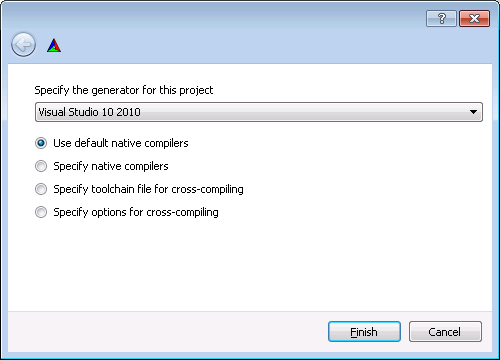 ?
Specify the generator for this project
Visual Studio 10 2010
Use default native compilers
Specify native compilers
Specify toolchain file for cross-compiling
Specify options for cross-compiling
Finish
Cancel